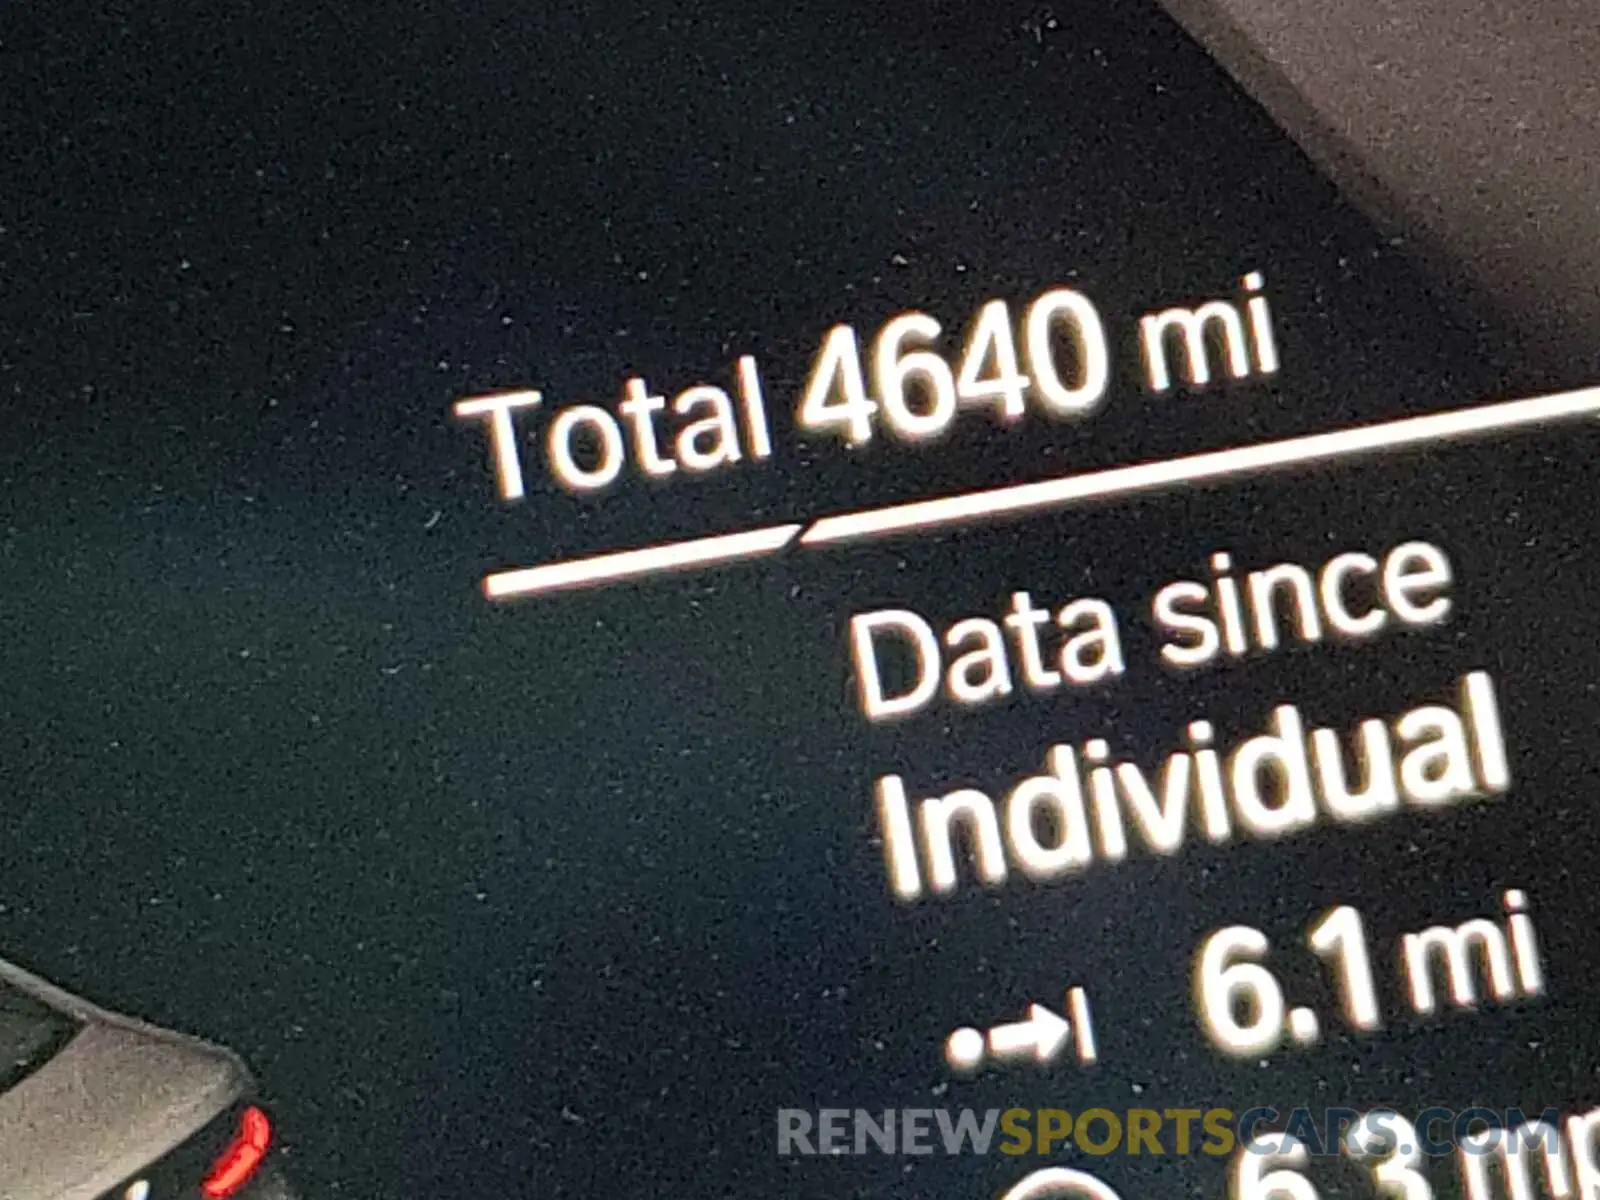 Total 4640 mi
Data since
Individual
6.1 mi
RENEWSPORTSCARS.COM